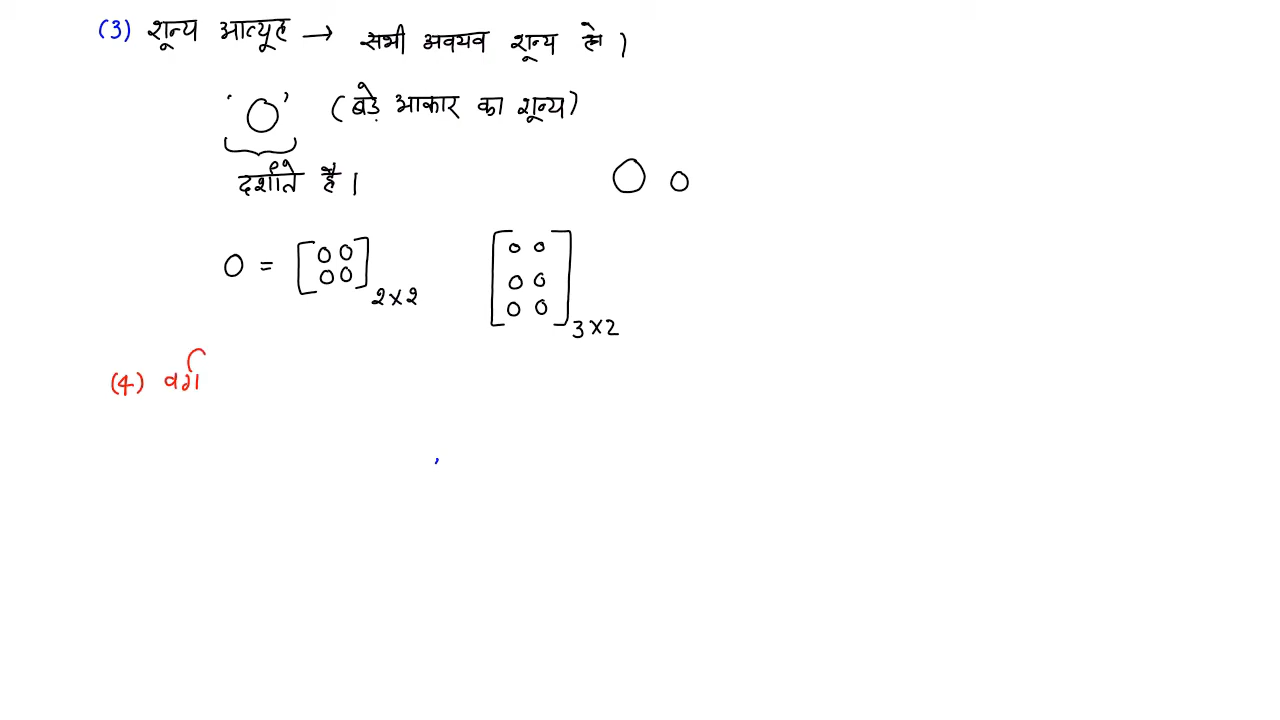 (3) शून्य आव्यूह → सभी अवयव शून्य हो ।
'O' (बड़े आकार का शून्य)
दर्शाते है ।
O o
O = [0 0 0 0] 2×2 [0 0 0 0 0 0] 3×2
(4) वर्ग